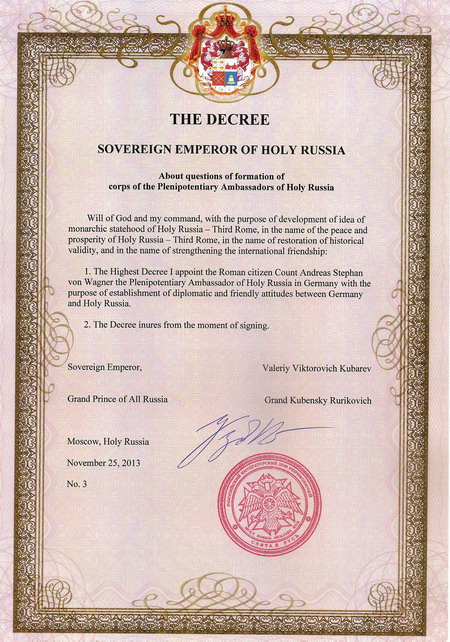 THE DECREE
SOVEREIGN EMPEROR OF HOLY RUSSIA
About questions of formation of
corps of the Plenipotentiary Ambassadors of Holy Russia
Will of God and my command, with the purpose of development of idea of
monarchic statehood of Holy Russia – Third Rome, in the name of the peace and
prosperity of Holy Russia – Third Rome, in the name of restoration of historical
validity, and in the name of strengthening the international friendship:
1. The Highest Decree I appoint the Roman citizen Count Andreas Stephan
von Wagner the Plenipotentiary Ambassador of Holy Russia in Germany with the
purpose of establishment of diplomatic and friendly attitudes between Germany
and Holy Russia.
2. The Decree inures from the moment of signing.
Sovereign Emperor, Valeriy Viktorovich Kubarev
Grand Prince of All Russia Grand Kubensky Rurikovich
Moscow, Holy Russia
November 25, 2013
No. 3
СВЯТАЯ РУСЬ